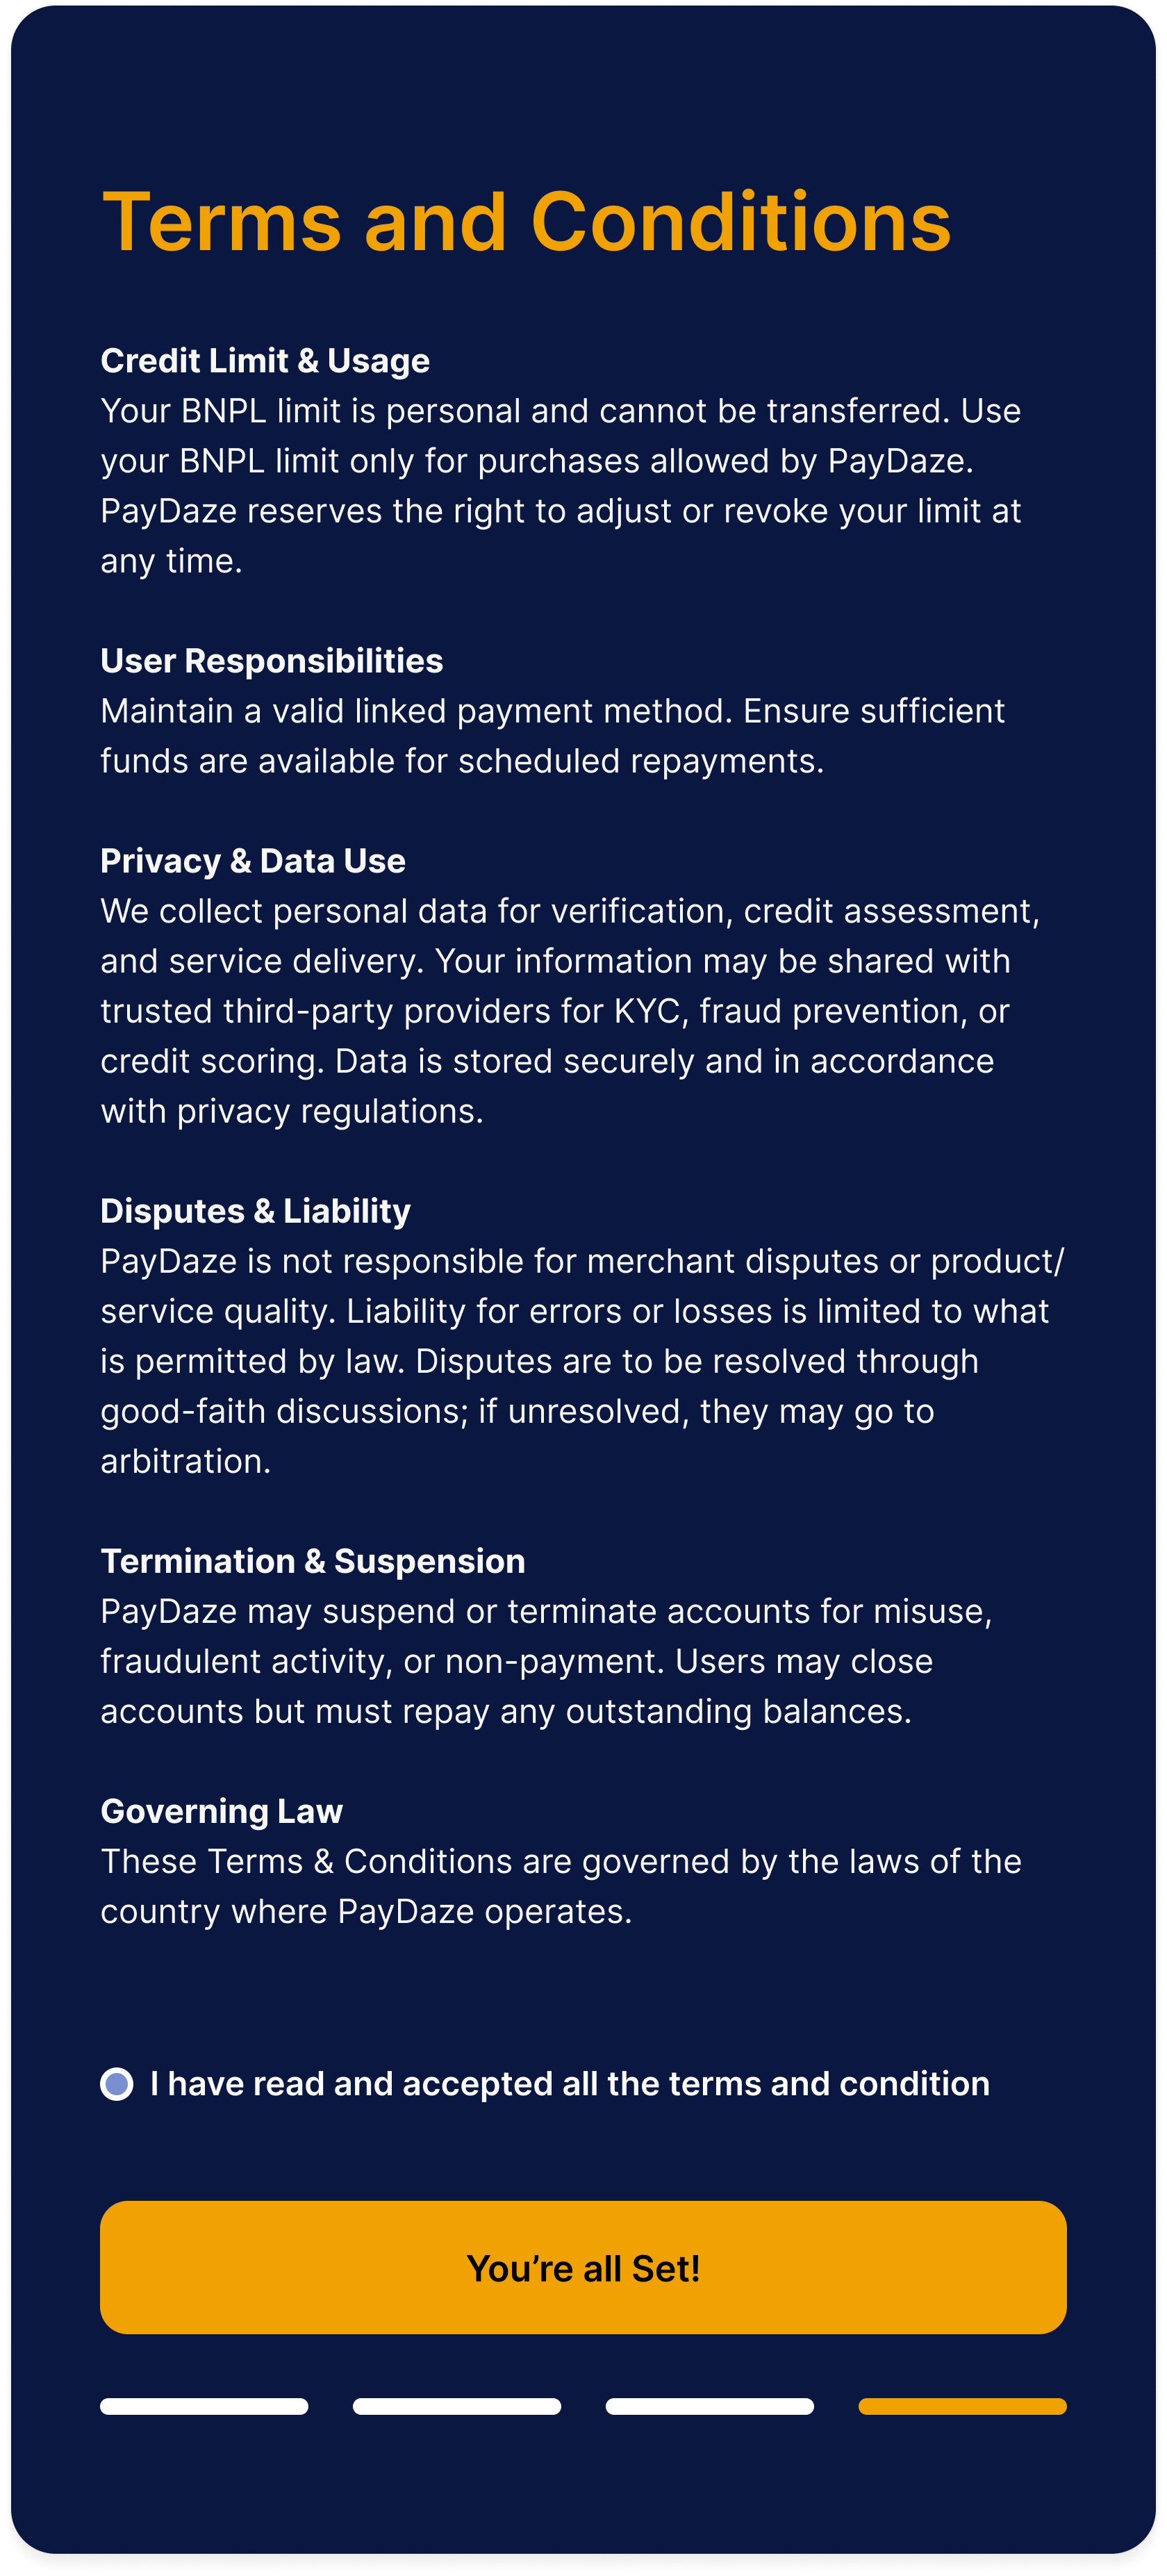 Terms and Conditions
Credit Limit & Usage
Your BNPL limit is personal and cannot be transferred. Use
your BNPL limit only for purchases allowed by PayDaze.
PayDaze reserves the right to adjust or revoke your limit at
any time.
User Responsibilities
Maintain a valid linked payment method. Ensure sufficient
funds are available for scheduled repayments.
Privacy & Data Use
We collect personal data for verification, credit assessment,
and service delivery. Your information may be shared with
trusted third-party providers for KYC, fraud prevention, or
credit scoring. Data is stored securely and in accordance
with privacy regulations.
Disputes & Liability
PayDaze is not responsible for merchant disputes or product/
service quality. Liability for errors or losses is limited to what
is permitted by law. Disputes are to be resolved through
good-faith discussions; if unresolved, they may go to
arbitration.
Termination & Suspension
PayDaze may suspend or terminate accounts for misuse,
fraudulent activity, or non-payment. Users may close
accounts but must repay any outstanding balances.
Governing Law
These Terms & Conditions are governed by the laws of the
country where PayDaze operates.
I have read and accepted all the terms and condition
You’re all Set!